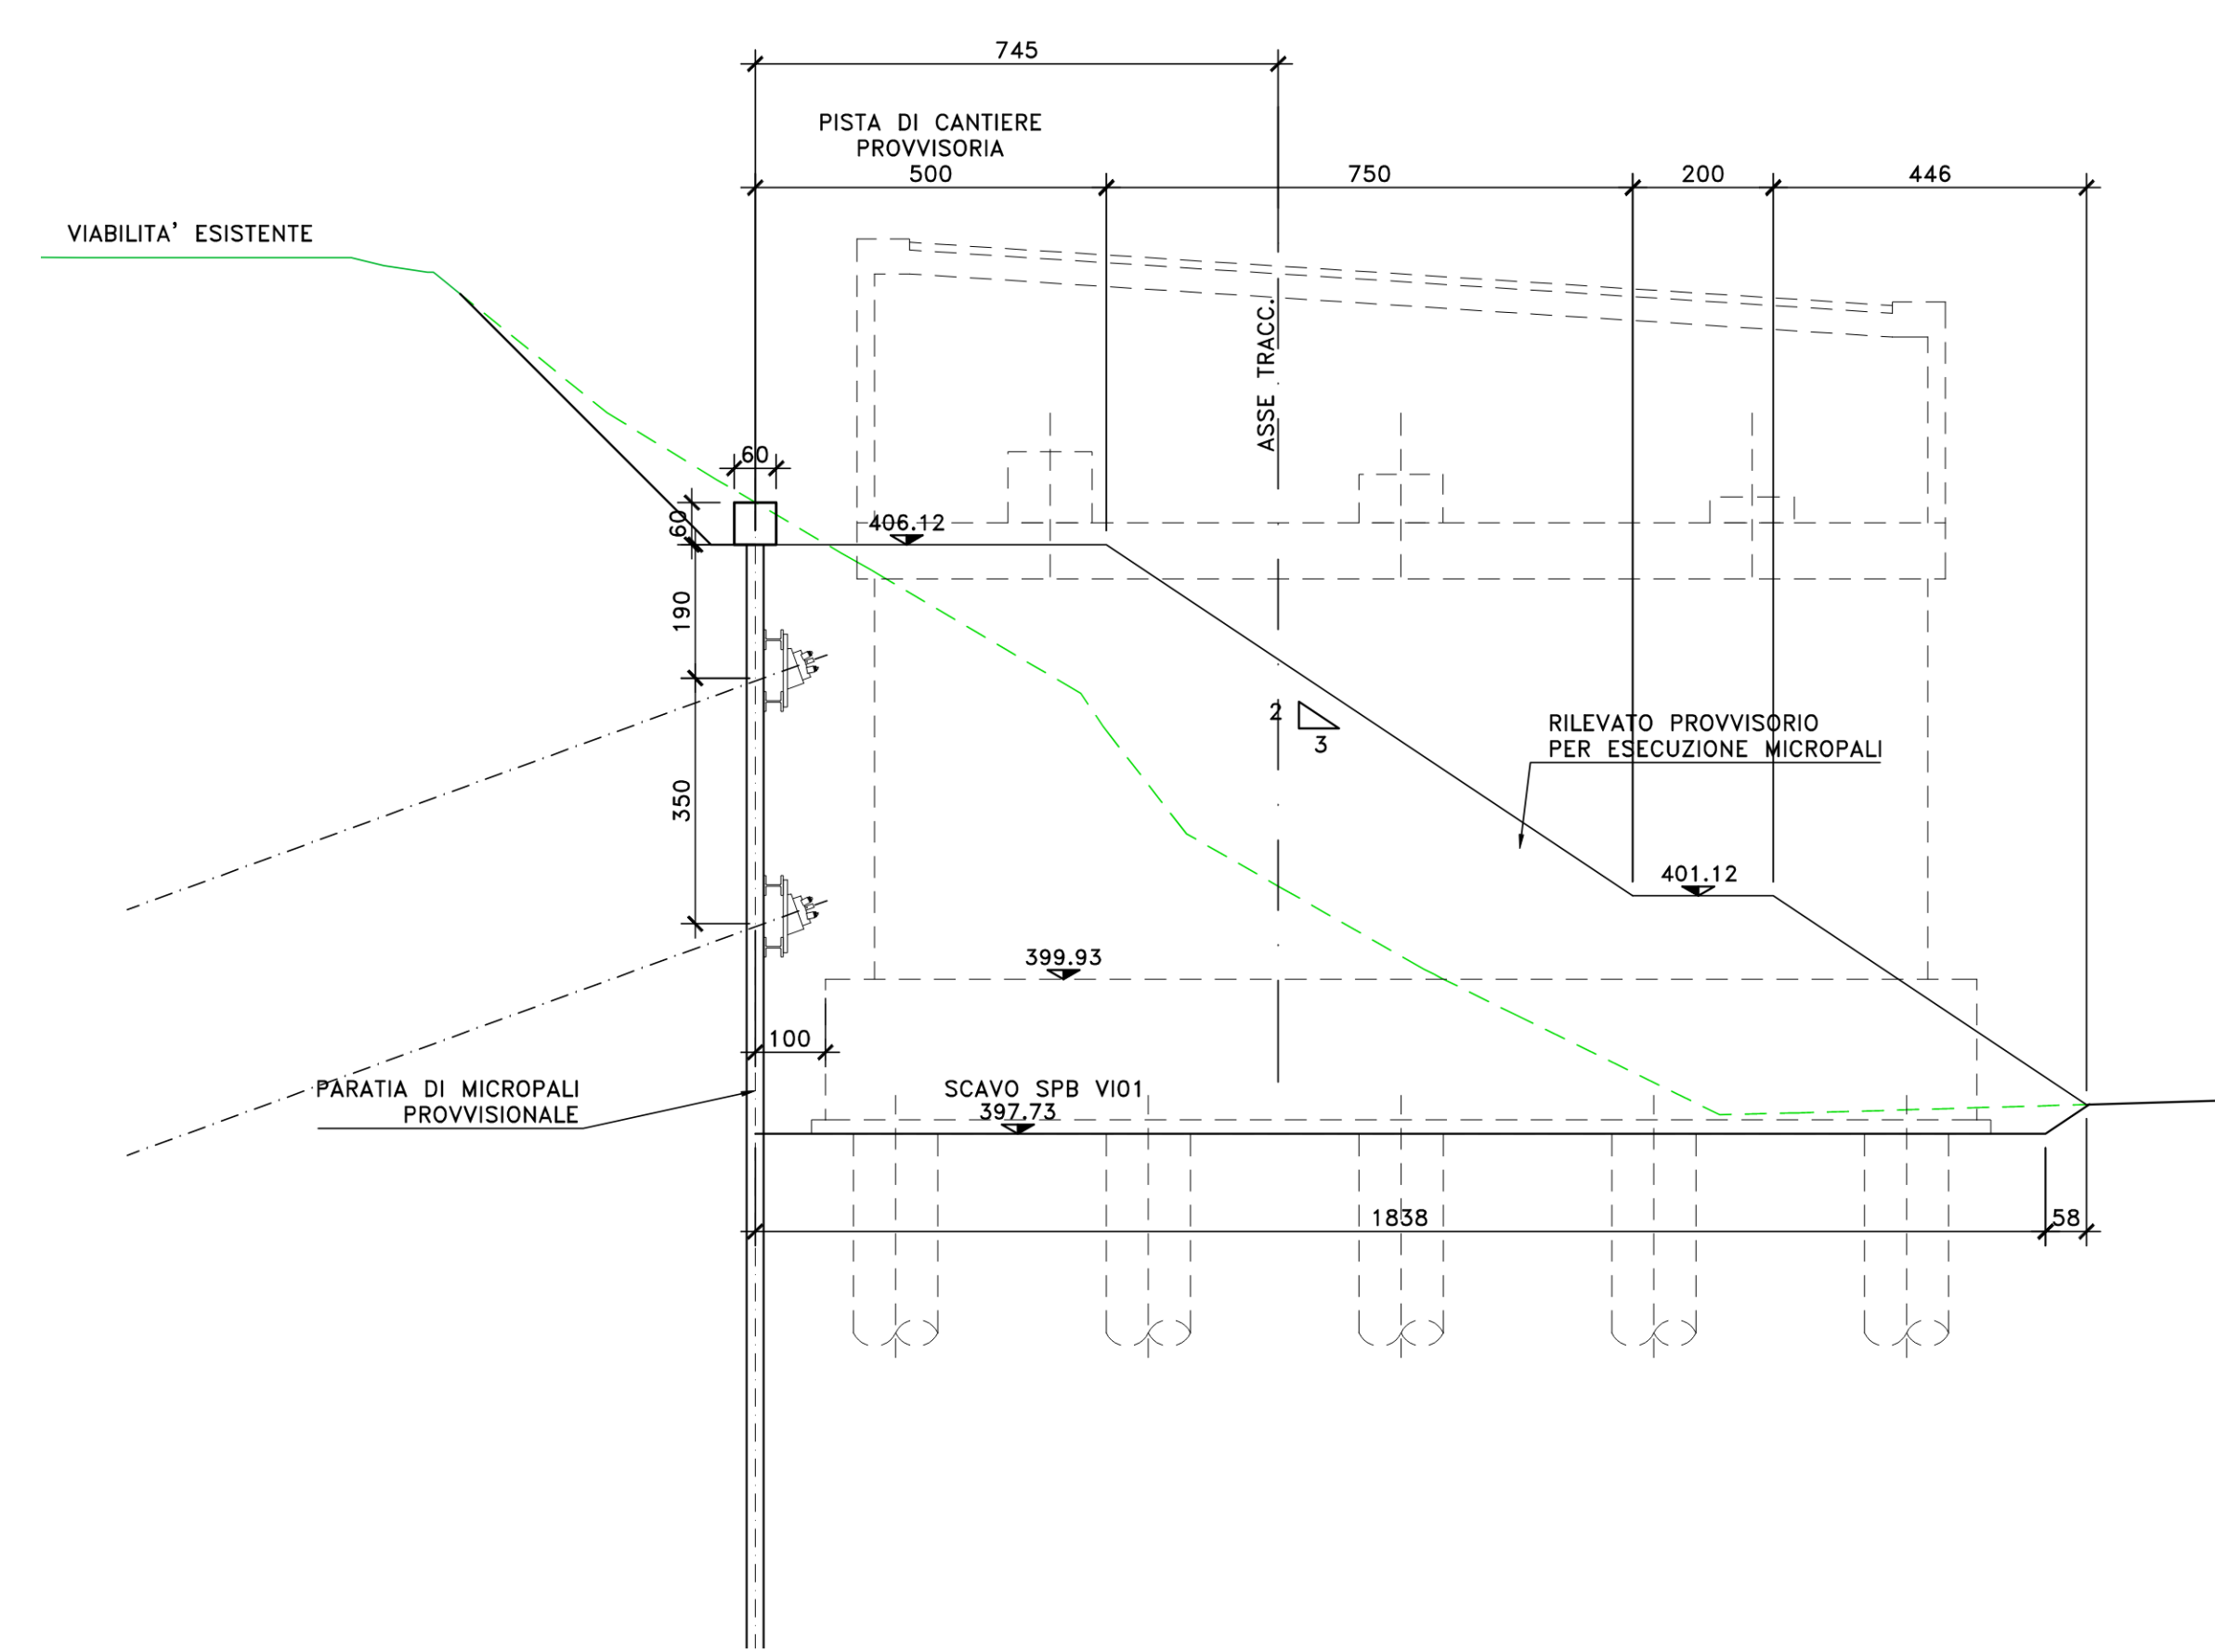 745
PISTA DI CANTIERE
PROVVISORIA
500
750
200
446
VIABILITA' ESISTENTE
ASSE TRACC.
60
60
406.12
190
2
3
RILEVATO PROVVISORIO
PER ESECUZIONE MICROPALI
350
401.12
399.93
100
PARATIA DI MICROPALI
PROVVISIONALE
SCAVO SPB VI01
397.73
1838
58